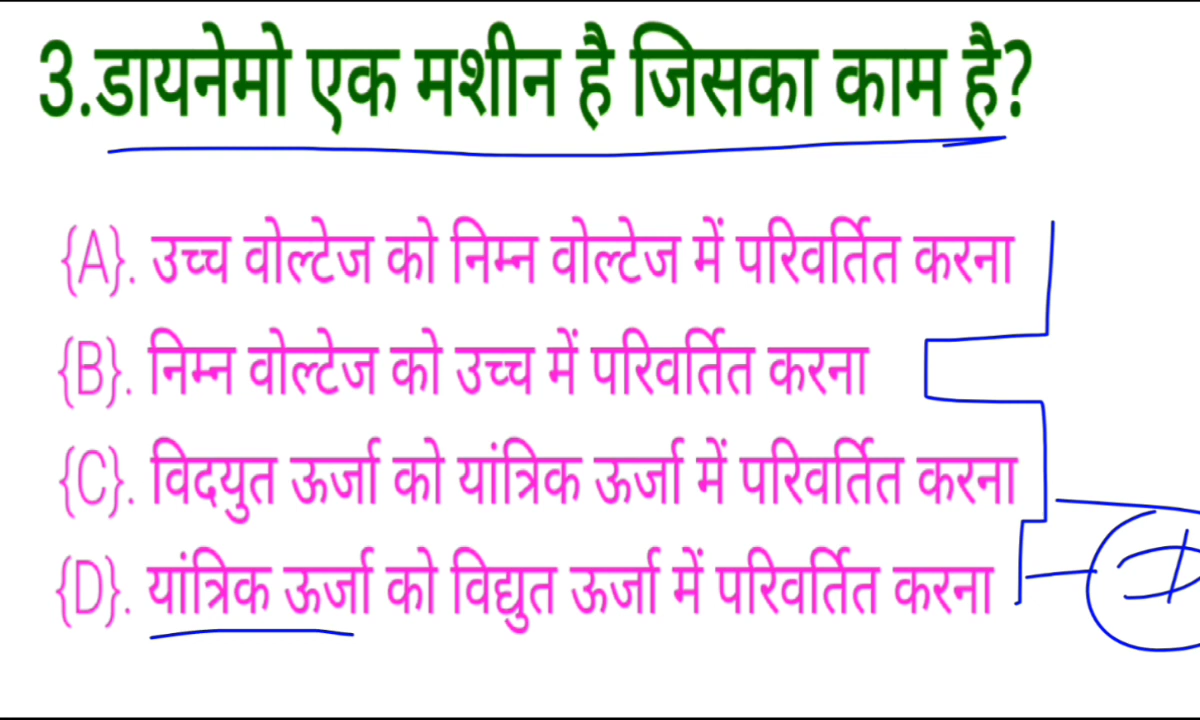 3.डायनेमो एक मशीन है जिसका काम है?
{A}. उच्च वोल्टेज को निम्न वोल्टेज में परिवर्तित करना
{B}. निम्न वोल्टेज को उच्च में परिवर्तित करना
{C}. विदयुत ऊर्जा को यांत्रिक ऊर्जा में परिवर्तित करना
{D}. यांत्रिक ऊर्जा को विद्युत ऊर्जा में परिवर्तित करना